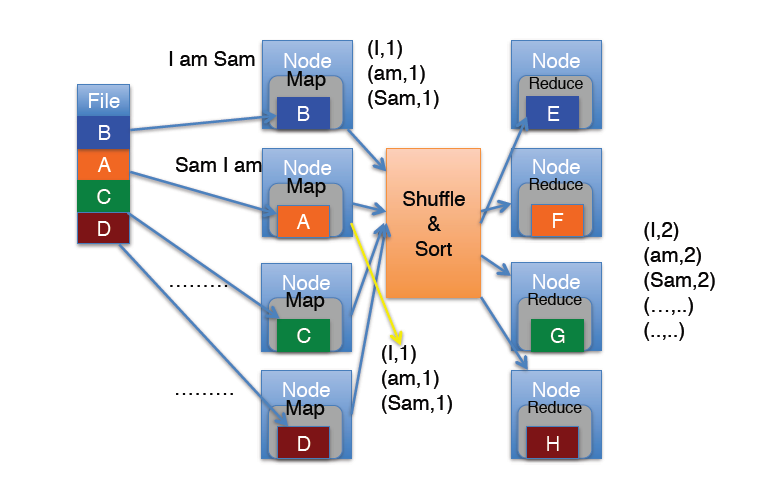 File
B
A
C
D
I am Sam
Node
Map
B
(I,1)
(am,1)
(Sam,1)
Sam I am
Node
Map
A
.........
Node
Map
C
.........
Node
Map
D
(I,1)
(am,1)
(Sam,1)
Shuffle
&
Sort
Node
Reduce
E
Node
Reduce
F
Node
Reduce
G
Node
Reduce
H
(I,2)
(am,2)
(Sam,2)
(...,..)
(..,..)